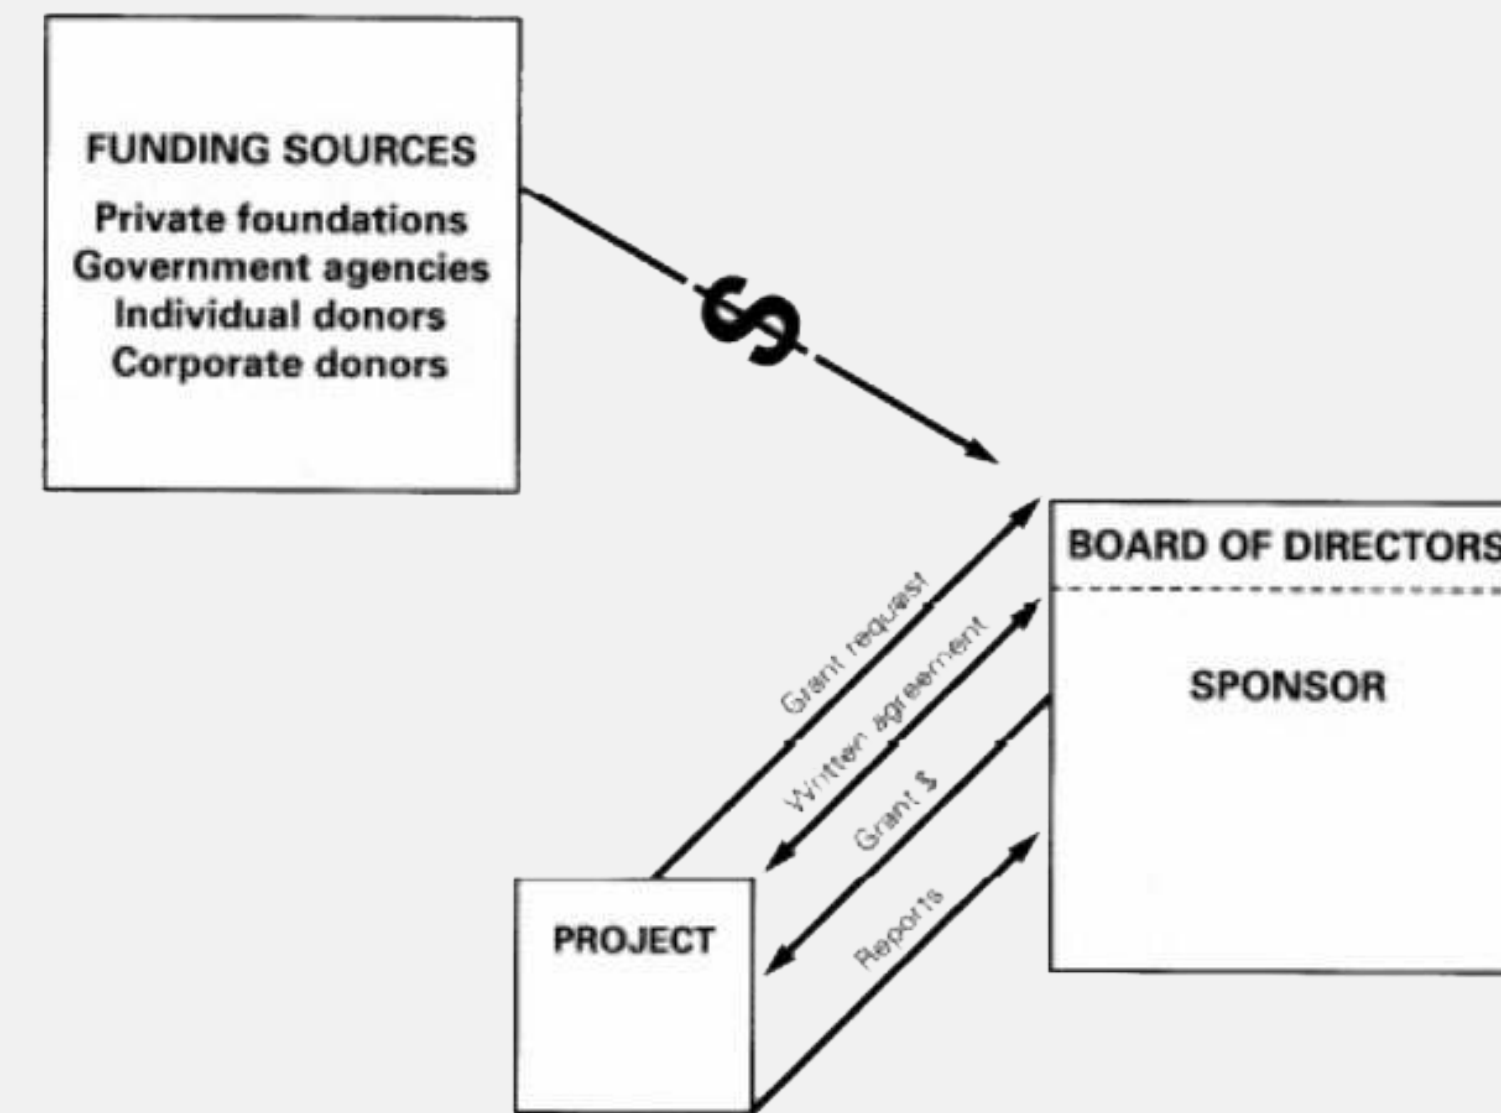 FUNDING SOURCES
Private foundations
Government agencies
Individual donors
Corporate donors
$
BOARD OF DIRECTORS
SPONSOR
Grant request
Written agreement
Grant $
Reports
PROJECT